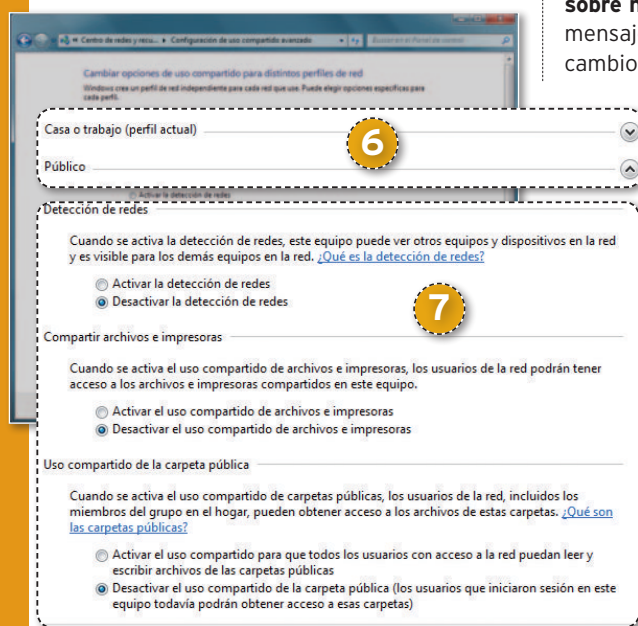 sobre
mensaj
cambio
Centro de redes y recu... ▸ Configuración de uso compartido avanzado
Buscar en el Panel de control
Cambiar opciones de uso compartido para distintos perfiles de red
Windows crea un perfil de red independiente para cada red que use. Puede elegir opciones específicas para
cada perfil.
Casa o trabajo (perfil actual)
6
Público
Activar la detección de redes
Detección de redes
Cuando se activa la detección de redes, este equipo puede ver otros equipos y dispositivos en la red
y es visible para los demás equipos en la red. ¿Qué es la detección de redes?
Activar la detección de redes
Desactivar la detección de redes
7
Compartir archivos e impresoras
Cuando se activa el uso compartido de archivos e impresoras, los usuarios de la red podrán tener
acceso a los archivos e impresoras compartidos en este equipo.
Activar el uso compartido de archivos e impresoras
Desactivar el uso compartido de archivos e impresoras
Uso compartido de la carpeta pública
Cuando se activa el uso compartido de carpetas públicas, los usuarios de la red, incluidos los
miembros del grupo en el hogar, pueden obtener acceso a los archivos de estas carpetas. ¿Qué son
las carpetas públicas?
Activar el uso compartido para que todos los usuarios con acceso a la red puedan leer y
escribir archivos de las carpetas públicas
Desactivar el uso compartido de la carpeta pública (los usuarios que iniciaron sesión en este
equipo todavía podrán obtener acceso a esas carpetas)